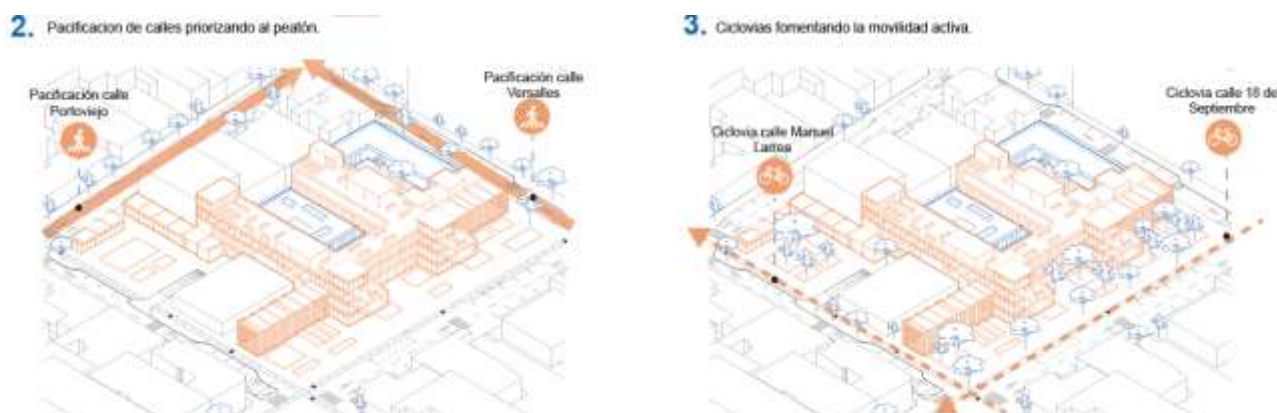 2. Pacificacion de calles priorizando al peatón.
Pacificación calle
Portoviejo
Pacificación calle
Versalles
3. Ciclovias fomentando la movilidad activa.
Ciclovia calle Manuel
Larrea
Ciclovia calle 18 de
Septiembre